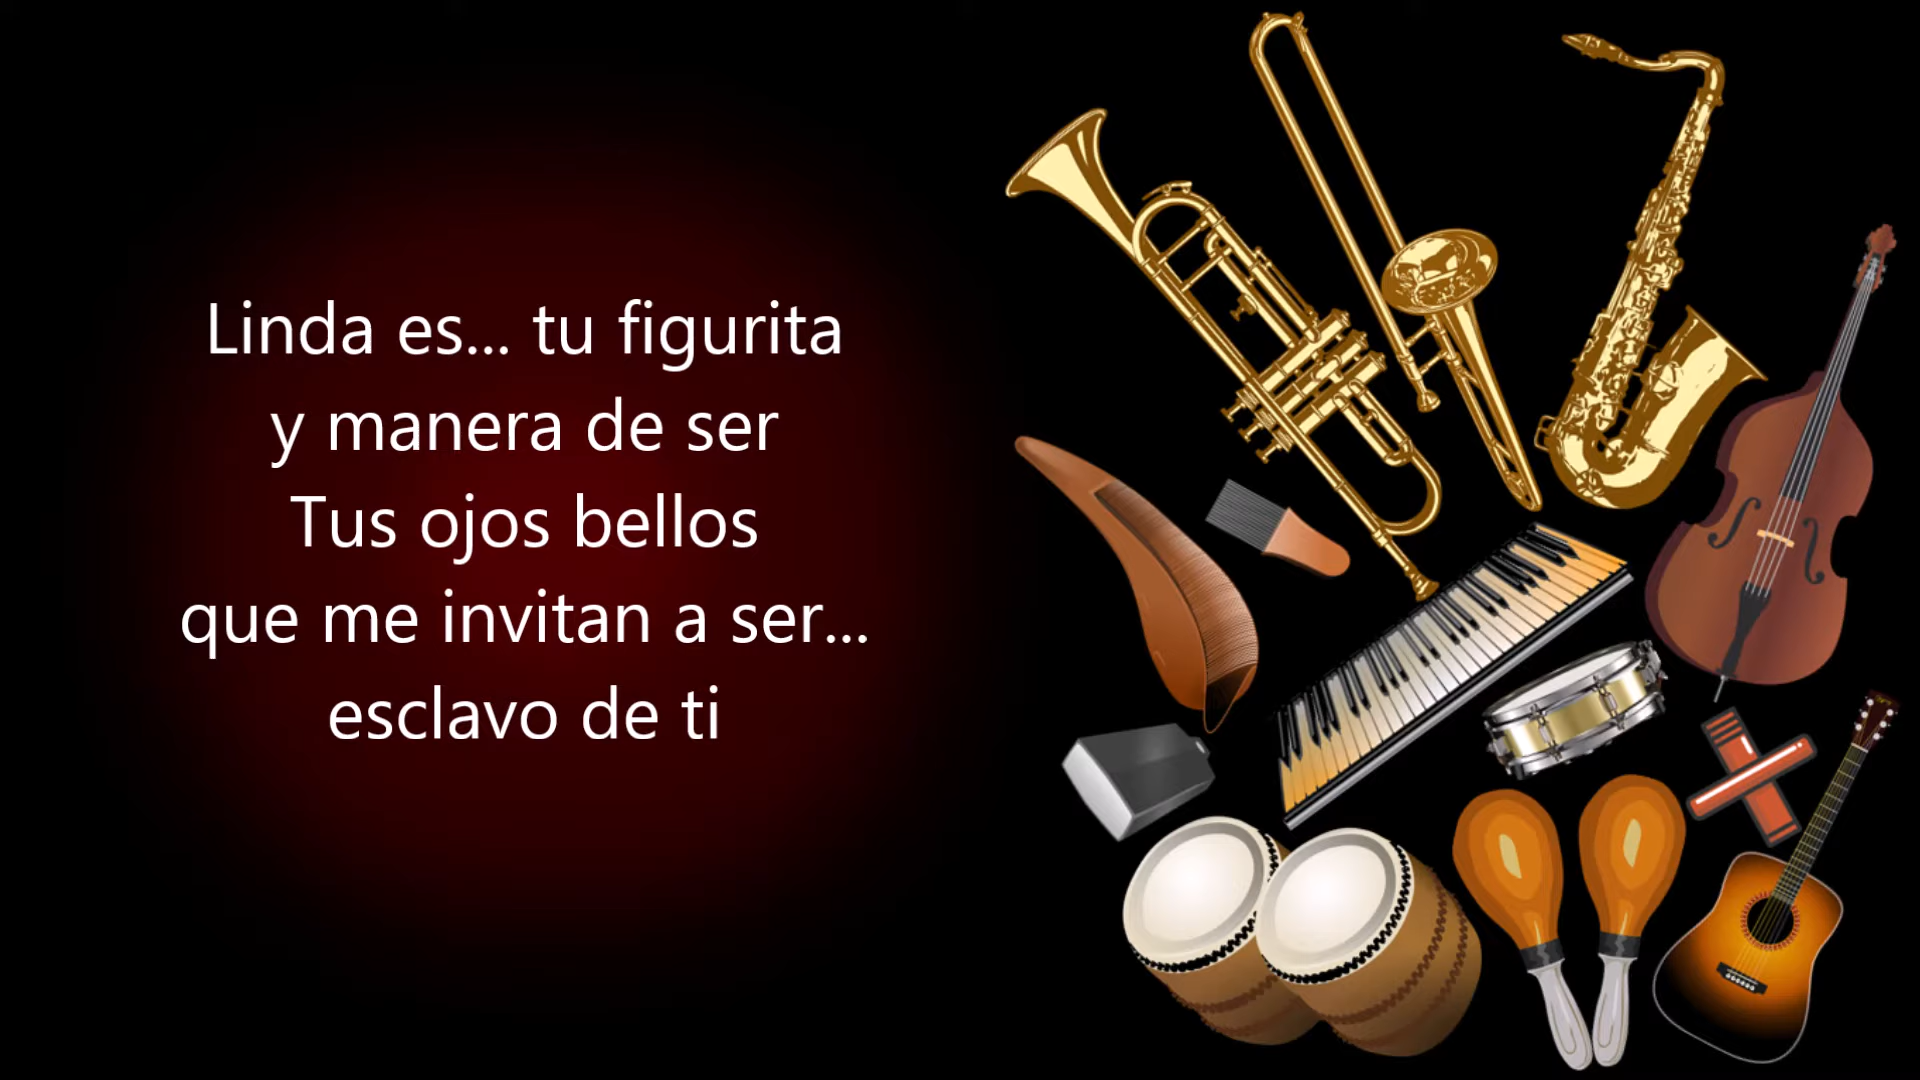 Linda es... tu figurita
y manera de ser
Tus ojos bellos
que me invitan a ser...
esclavo de ti